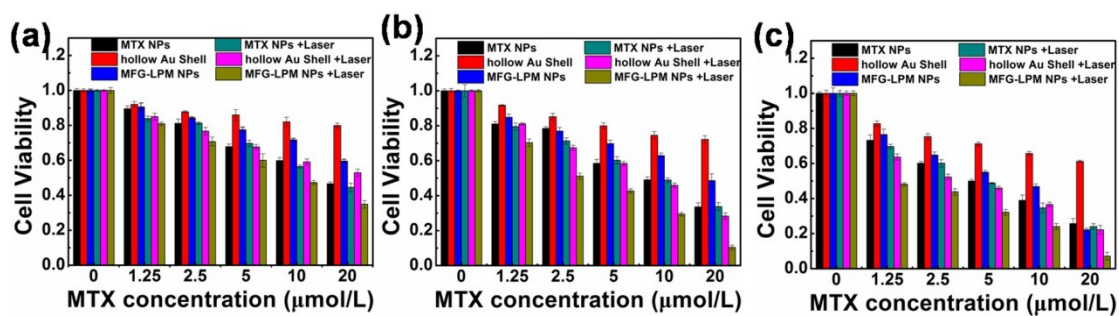 (a)
MTX NPs
MTX NPs +Laser
hollow Au Shell
hollow Au Shell +Laser
MFG-LPM NPs
MFG-LPM NPs +Laser
Cell Viability
1.2
1.0
0.8
0.6
0.4
0.2
0.0
0 1.25 2.5 5 10 20
MTX concentration (μmol/L)
(b)
MTX NPs
MTX NPs +Laser
hollow Au Shell
hollow Au Shell +Laser
MFG-LPM NPs
MFG-LPM NPs +Laser
Cell Viability
1.2
1.0
0.8
0.6
0.4
0.2
0.0
0 1.25 2.5 5 10 20
MTX concentration (μmol/L)
(c)
MTX NPs
MTX NPs +Laser
hollow Au Shell
hollow Au Shell +Laser
MFG-LPM NPs
MFG-LPM NPs +Laser
Cell Viability
1.2
1.0
0.8
0.6
0.4
0.2
0.0
0 1.25 2.5 5 10 20
MTX concentration (μmol/L)